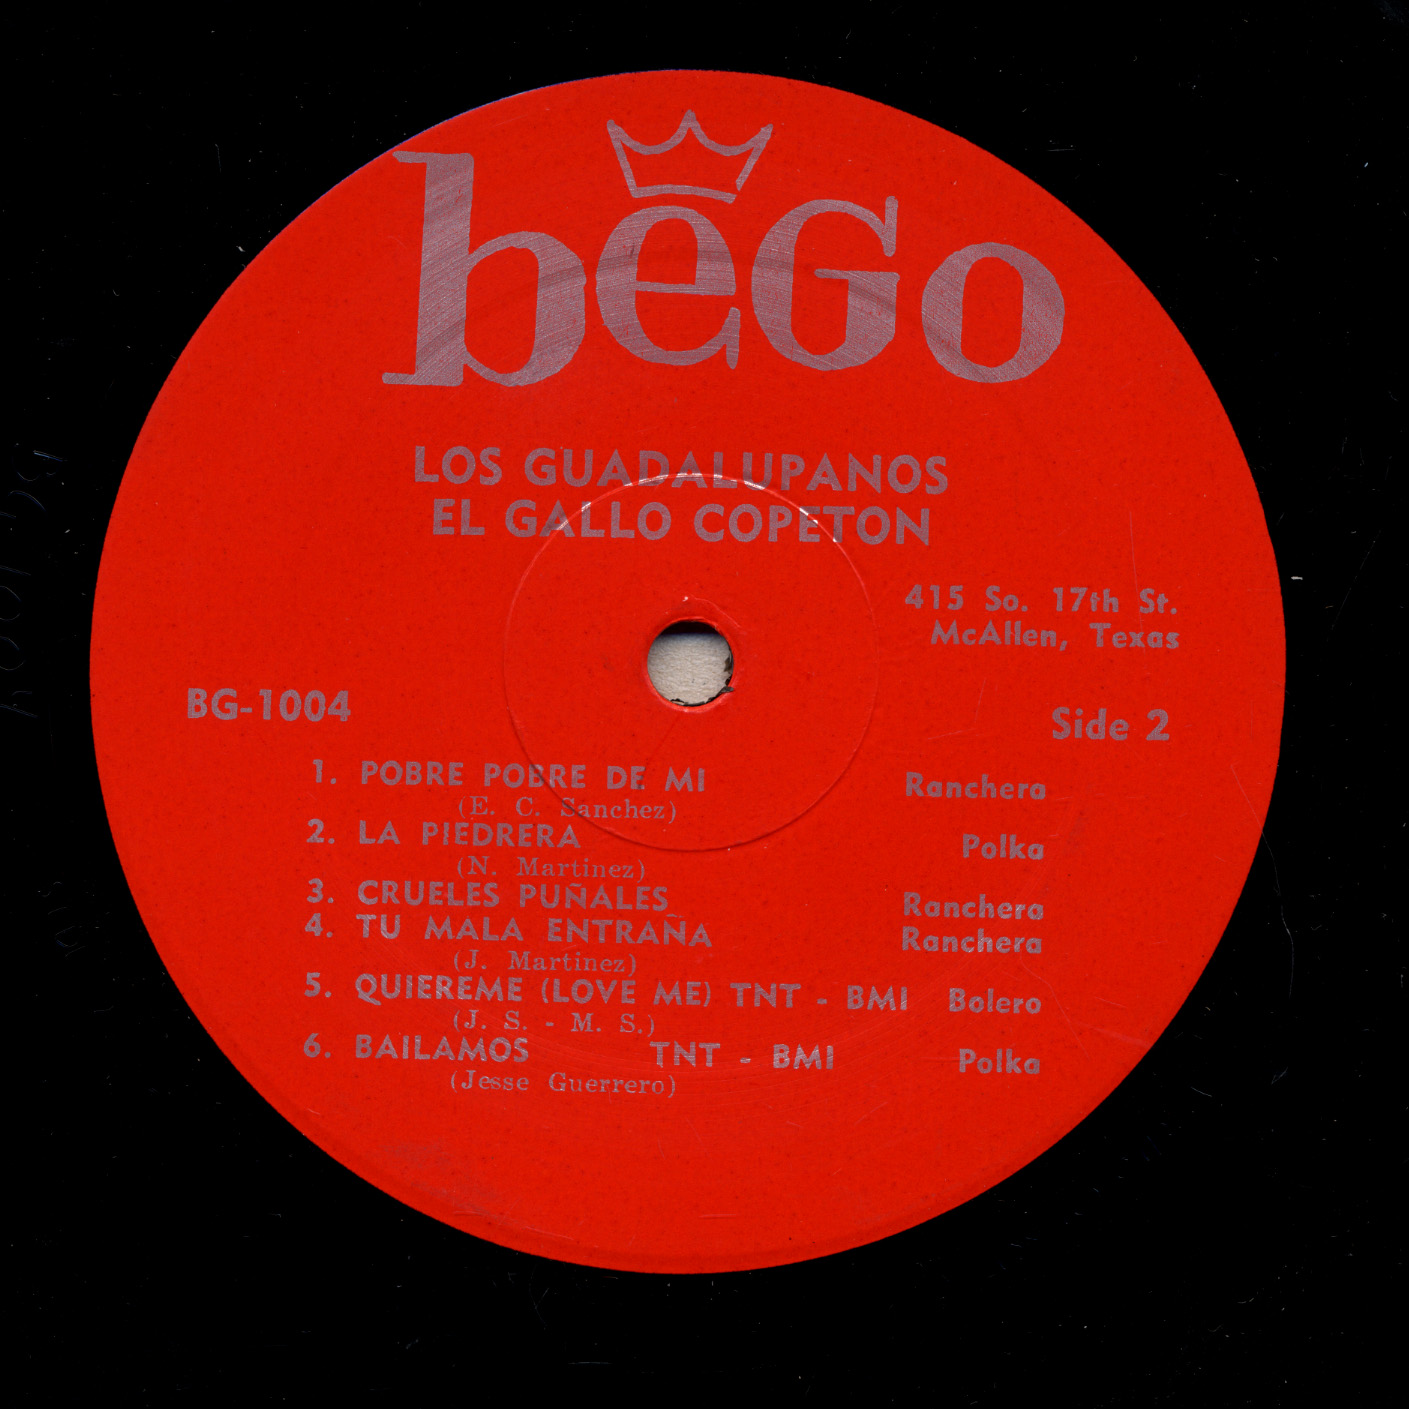 beGo
LOS GUADALUPANOS
EL GALLO COPETON
415 So. 17th St.
McAllen, Texas
BG-1004
Side 2
1. POBRE POBRE DE MI Ranchera
(E. C. Sanchez)
2. LA PIEDRERA Polka
(N. Martinez)
3. CRUELES PUÑALES Ranchera
4. TU MALA ENTRAÑA Ranchera
(J. Martinez)
5. QUIEREME (LOVE ME) TNT - BMI Bolero
(J. S. - M. S.)
6. BAILAMOS TNT - BMI Polka
(Jesse Guerrero)